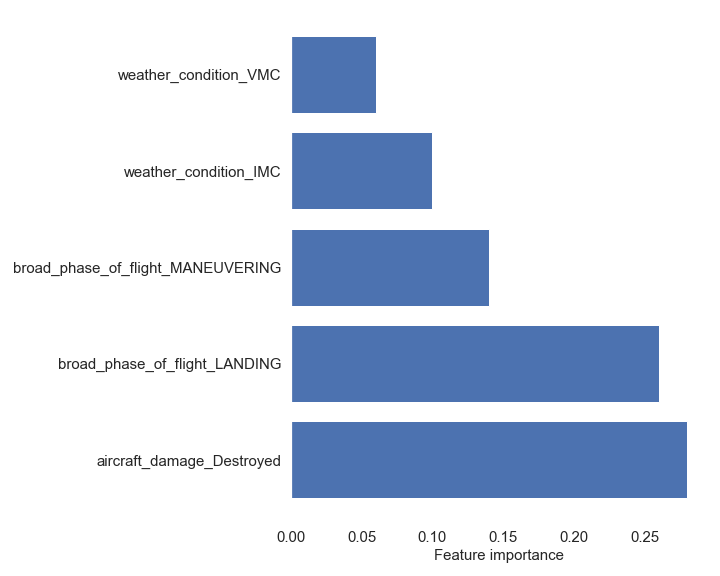 weather_condition_VMC
weather_condition_IMC
broad_phase_of_flight_MANEUVERING
broad_phase_of_flight_LANDING
aircraft_damage_Destroyed
0.00 0.05 0.10 0.15 0.20 0.25
Feature importance